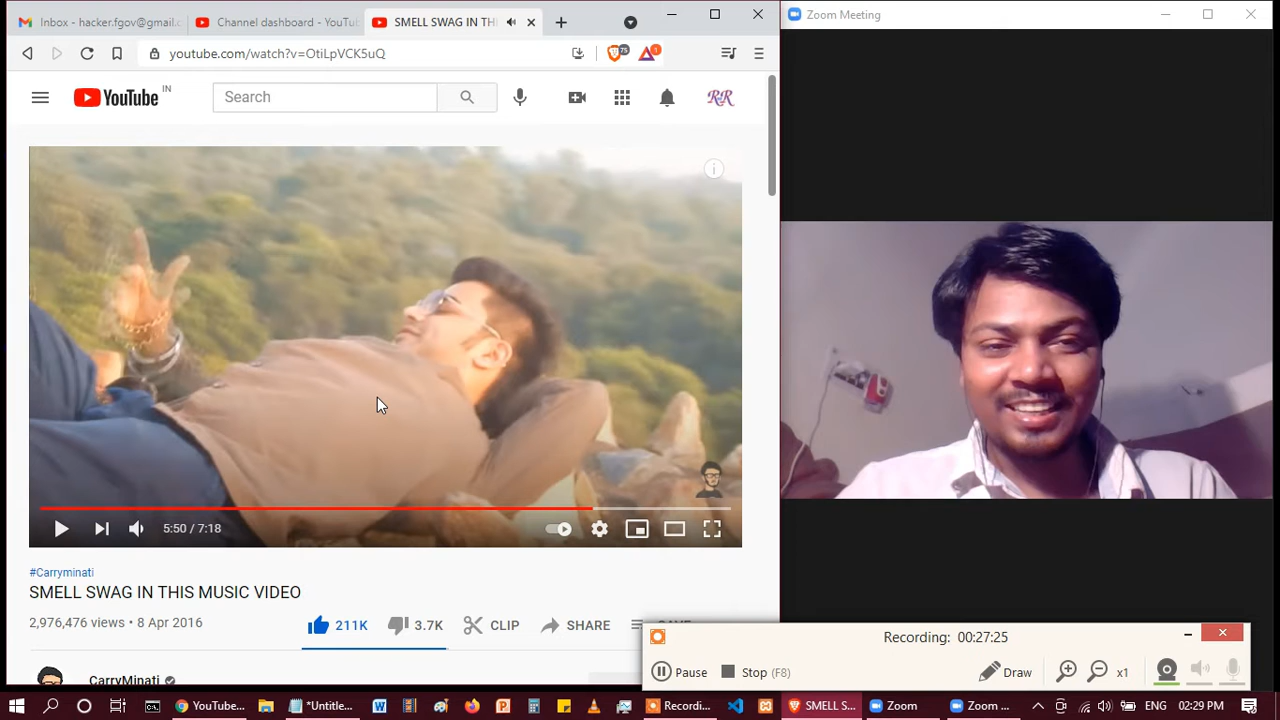 Inbox - hacker.fgov@gmail.c
Channel dashboard - YouTu
SMELL SWAG IN THI
Zoom Meeting
youtube.com/watch?v=OtiLpVCK5uQ
75
1
YouTube IN
Search
RR
5:50 / 7:18
#Carryminati
SMELL SWAG IN THIS MUSIC VIDEO
2,976,476 views • 8 Apr 2016
211K
3.7K
CLIP
SHARE
CarryMinati
Recording: 00:27:25
Pause
Stop (F8)
Draw
x1
YouTube...
*Untitle...
Recordi...
SMELL S...
Zoom
Zoom ...
ENG
02:29 PM